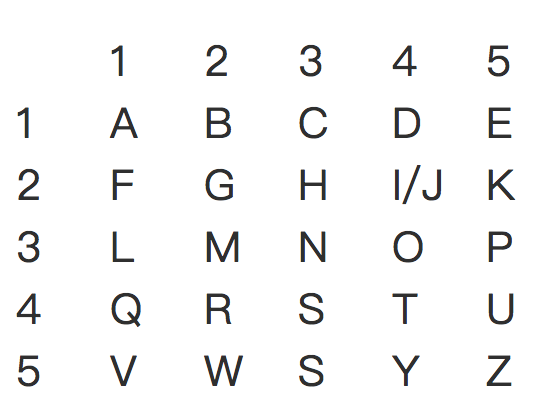 1 2 3 4 5
1 A B C D E
2 F G H I/J K
3 L M N O P
4 Q R S T U
5 V W S Y Z